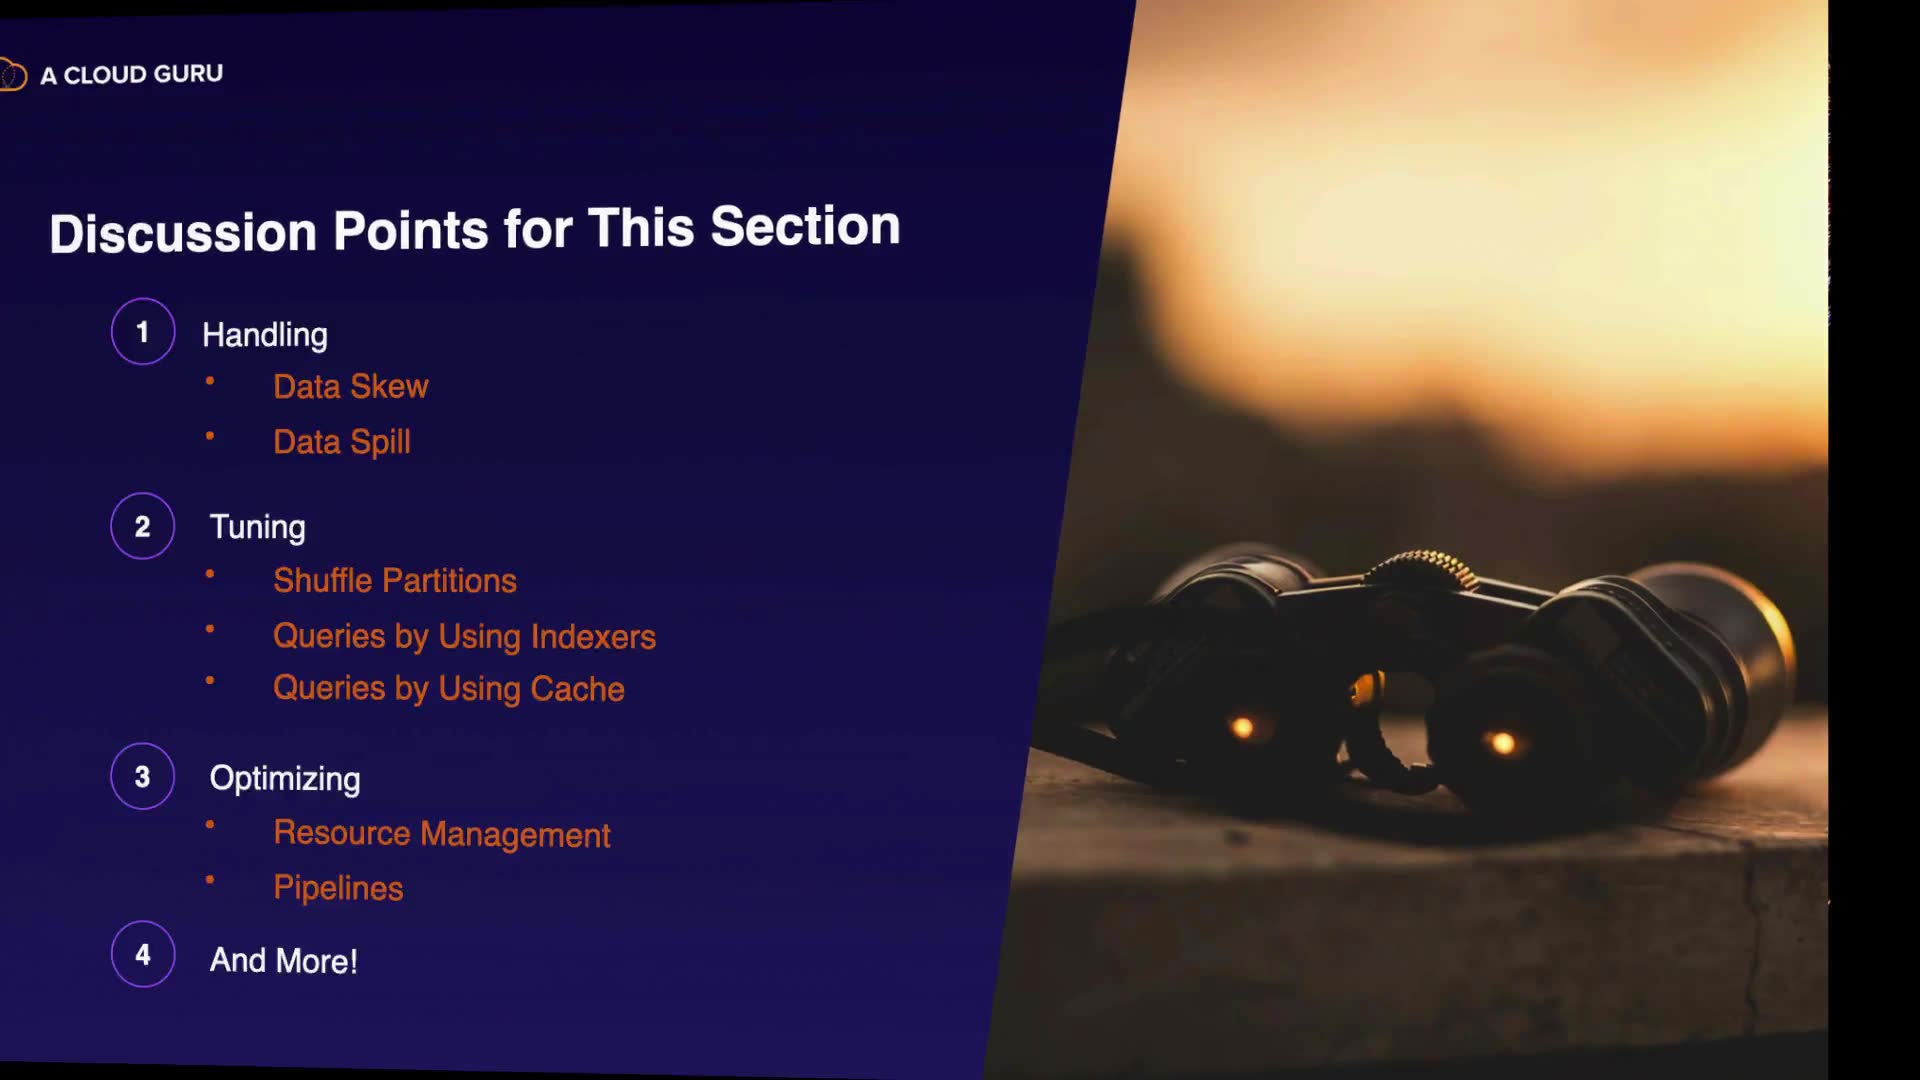 A CLOUD GURU
Discussion Points for This Section
1 Handling
• Data Skew
• Data Spill
2 Tuning
• Shuffle Partitions
• Queries by Using Indexers
• Queries by Using Cache
3 Optimizing
• Resource Management
• Pipelines
4 And More!